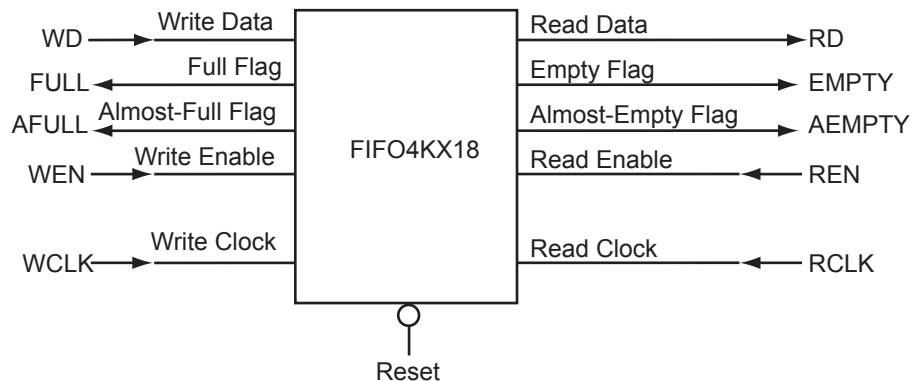 WD Write Data Read Data RD
FULL Full Flag Empty Flag EMPTY
AFULL Almost-Full Flag Almost-Empty Flag AEMPTY
FIFO4KX18
WEN Write Enable Read Enable REN
WCLK Write Clock Read Clock RCLK
Reset